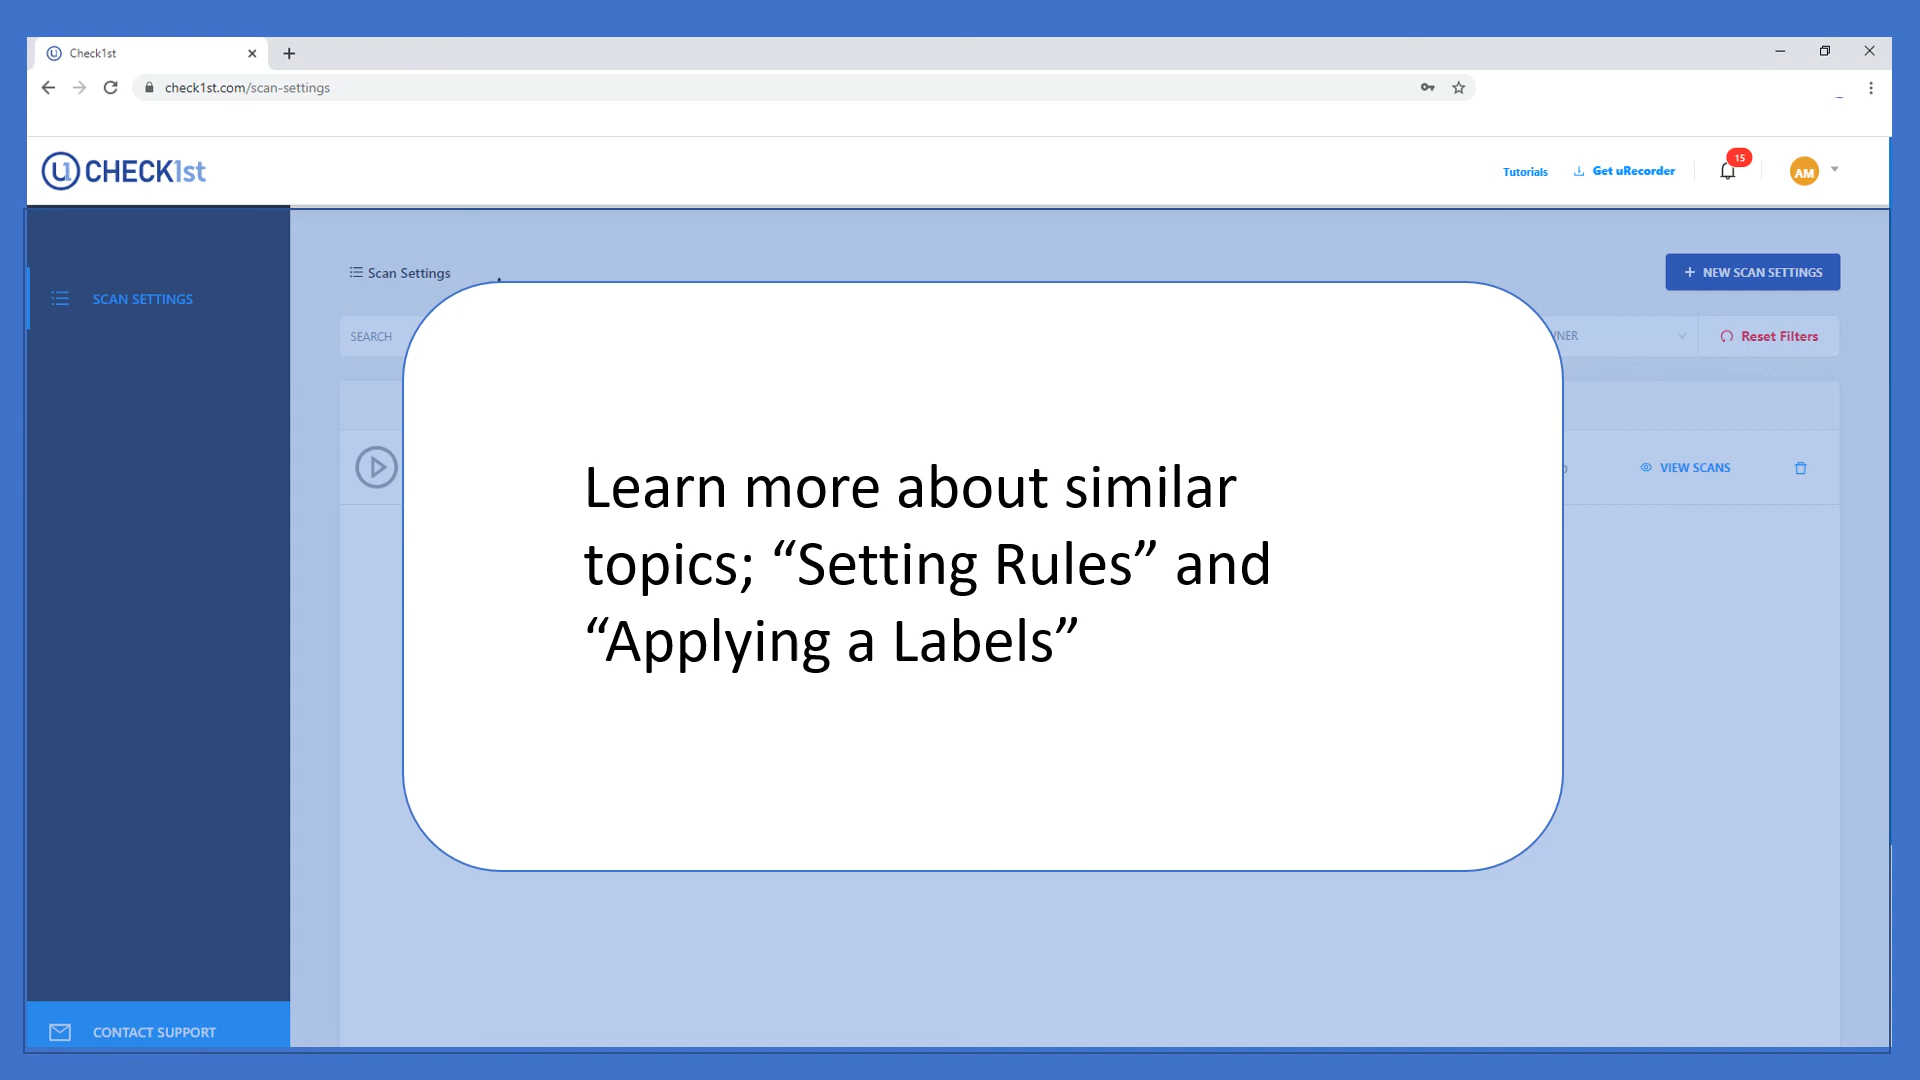 Check1st
check1st.com/scan-settings
CHECK1st
Tutorials
Get uRecorder
15
AM
SCAN SETTINGS
Scan Settings
NEW SCAN SETTINGS
SEARCH
Reset Filters
VIEW SCANS
Learn more about similar
topics; “Setting Rules” and
“Applying a Labels”
CONTACT SUPPORT